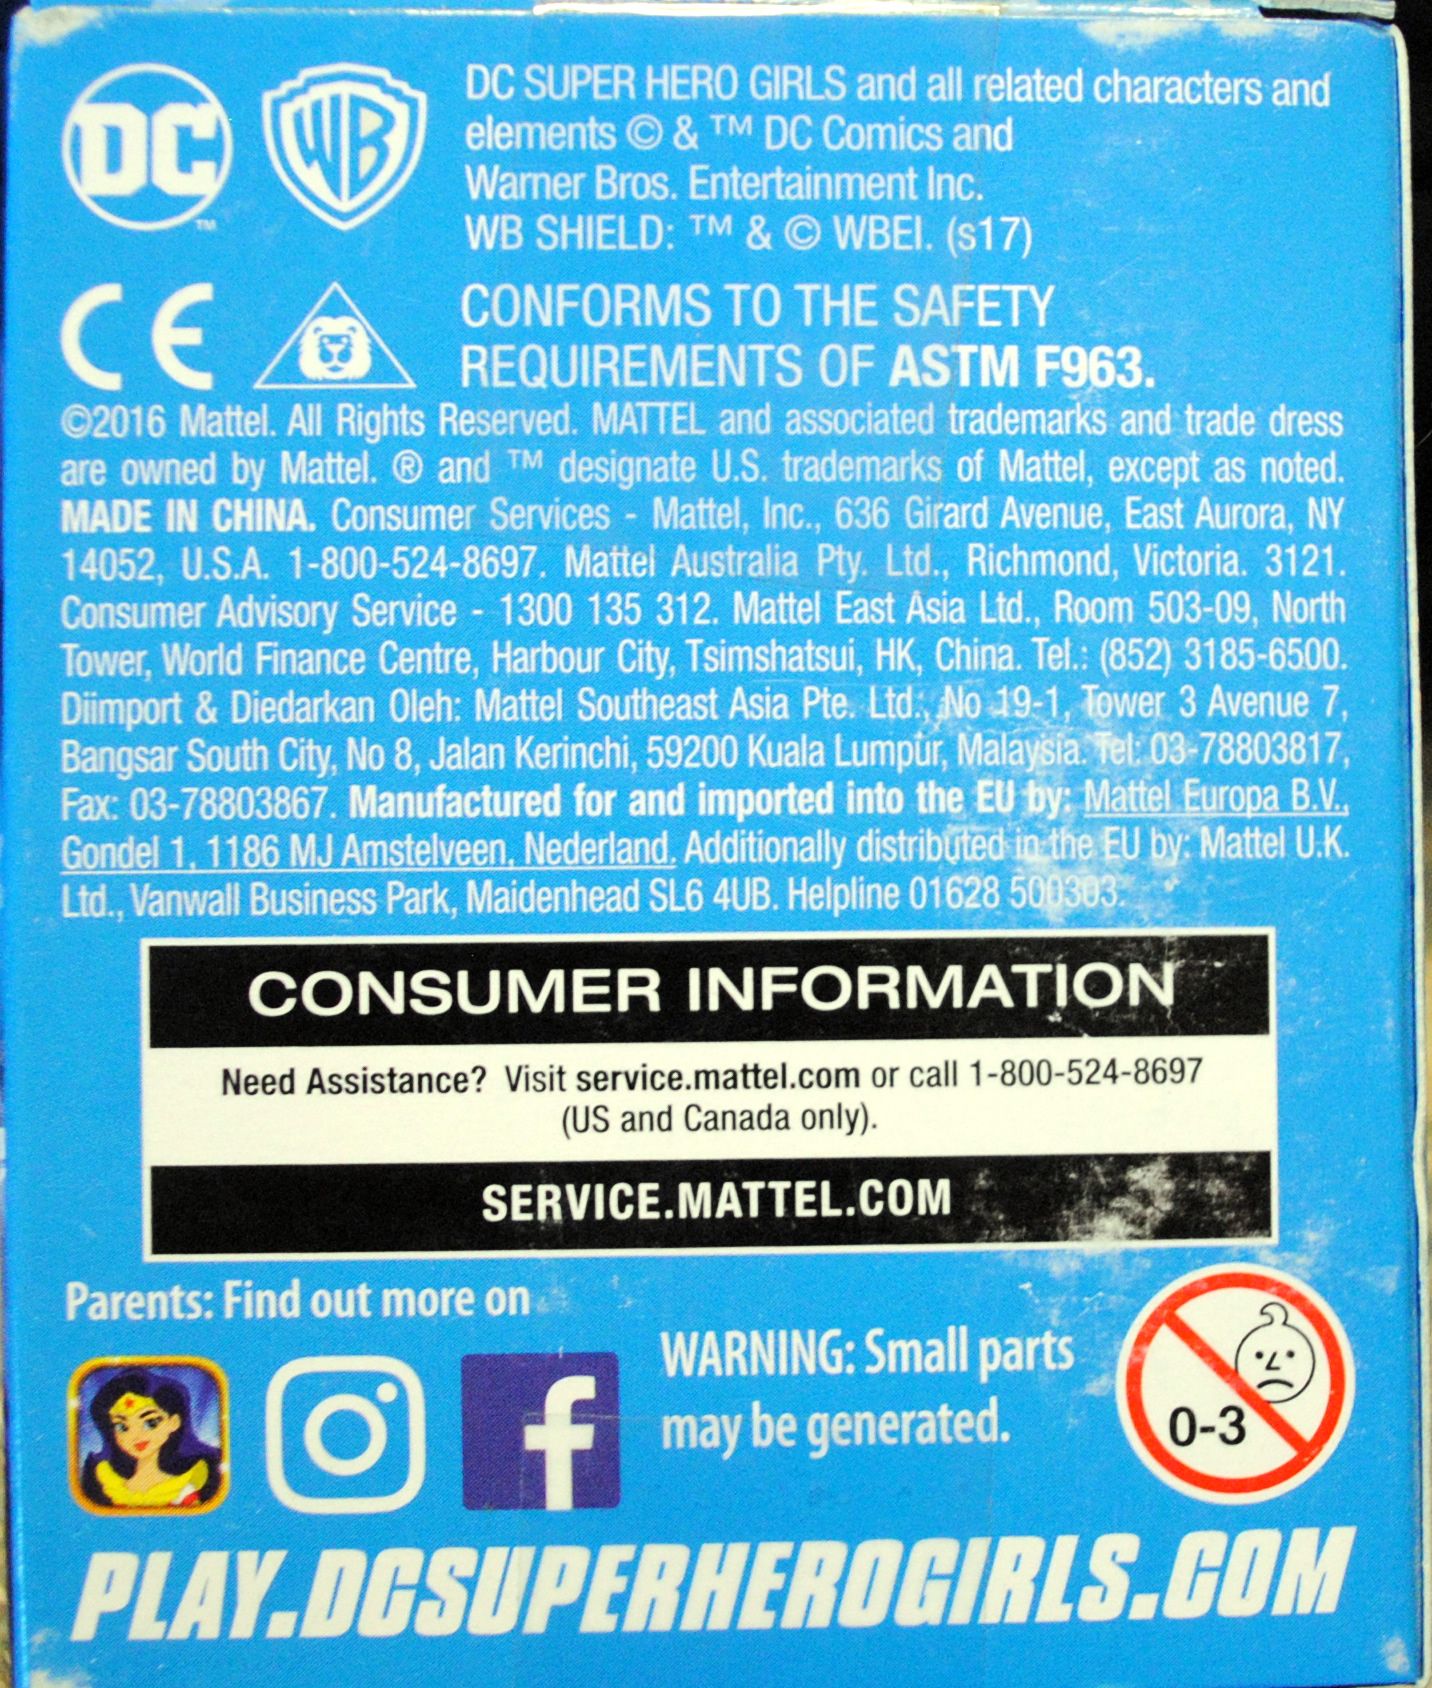 DC
TM
WB
DC SUPER HERO GIRLS and all related characters and
elements © & ™ DC Comics and
Warner Bros. Entertainment Inc.
WB SHIELD: ™ & © WBEI. (s17)
CE
CONFORMS TO THE SAFETY
REQUIREMENTS OF ASTM F963.
©2016 Mattel. All Rights Reserved. MATTEL and associated trademarks and trade dress
are owned by Mattel. ® and ™ designate U.S. trademarks of Mattel, except as noted.
MADE IN CHINA. Consumer Services - Mattel, Inc., 636 Girard Avenue, East Aurora, NY
14052, U.S.A. 1-800-524-8697. Mattel Australia Pty. Ltd., Richmond, Victoria. 3121.
Consumer Advisory Service - 1300 135 312. Mattel East Asia Ltd., Room 503-09, North
Tower, World Finance Centre, Harbour City, Tsimshatsui, HK, China. Tel.: (852) 3185-6500.
Diimport & Diedarkan Oleh: Mattel Southeast Asia Pte. Ltd., No 19-1, Tower 3 Avenue 7,
Bangsar South City, No 8, Jalan Kerinchi, 59200 Kuala Lumpur, Malaysia. Tel: 03-78803817,
Fax: 03-78803867. Manufactured for and imported into the EU by: Mattel Europa B.V.,
Gondel 1, 1186 MJ Amstelveen, Nederland. Additionally distributed in the EU by: Mattel U.K.
Ltd., Vanwall Business Park, Maidenhead SL6 4UB. Helpline 01628 500303.
CONSUMER INFORMATION
Need Assistance? Visit service.mattel.com or call 1-800-524-8697
(US and Canada only).
SERVICE.MATTEL.COM
Parents: Find out more on
f
WARNING: Small parts
may be generated.
0-3
PLAY.DCSUPERHEROGIRLS.COM